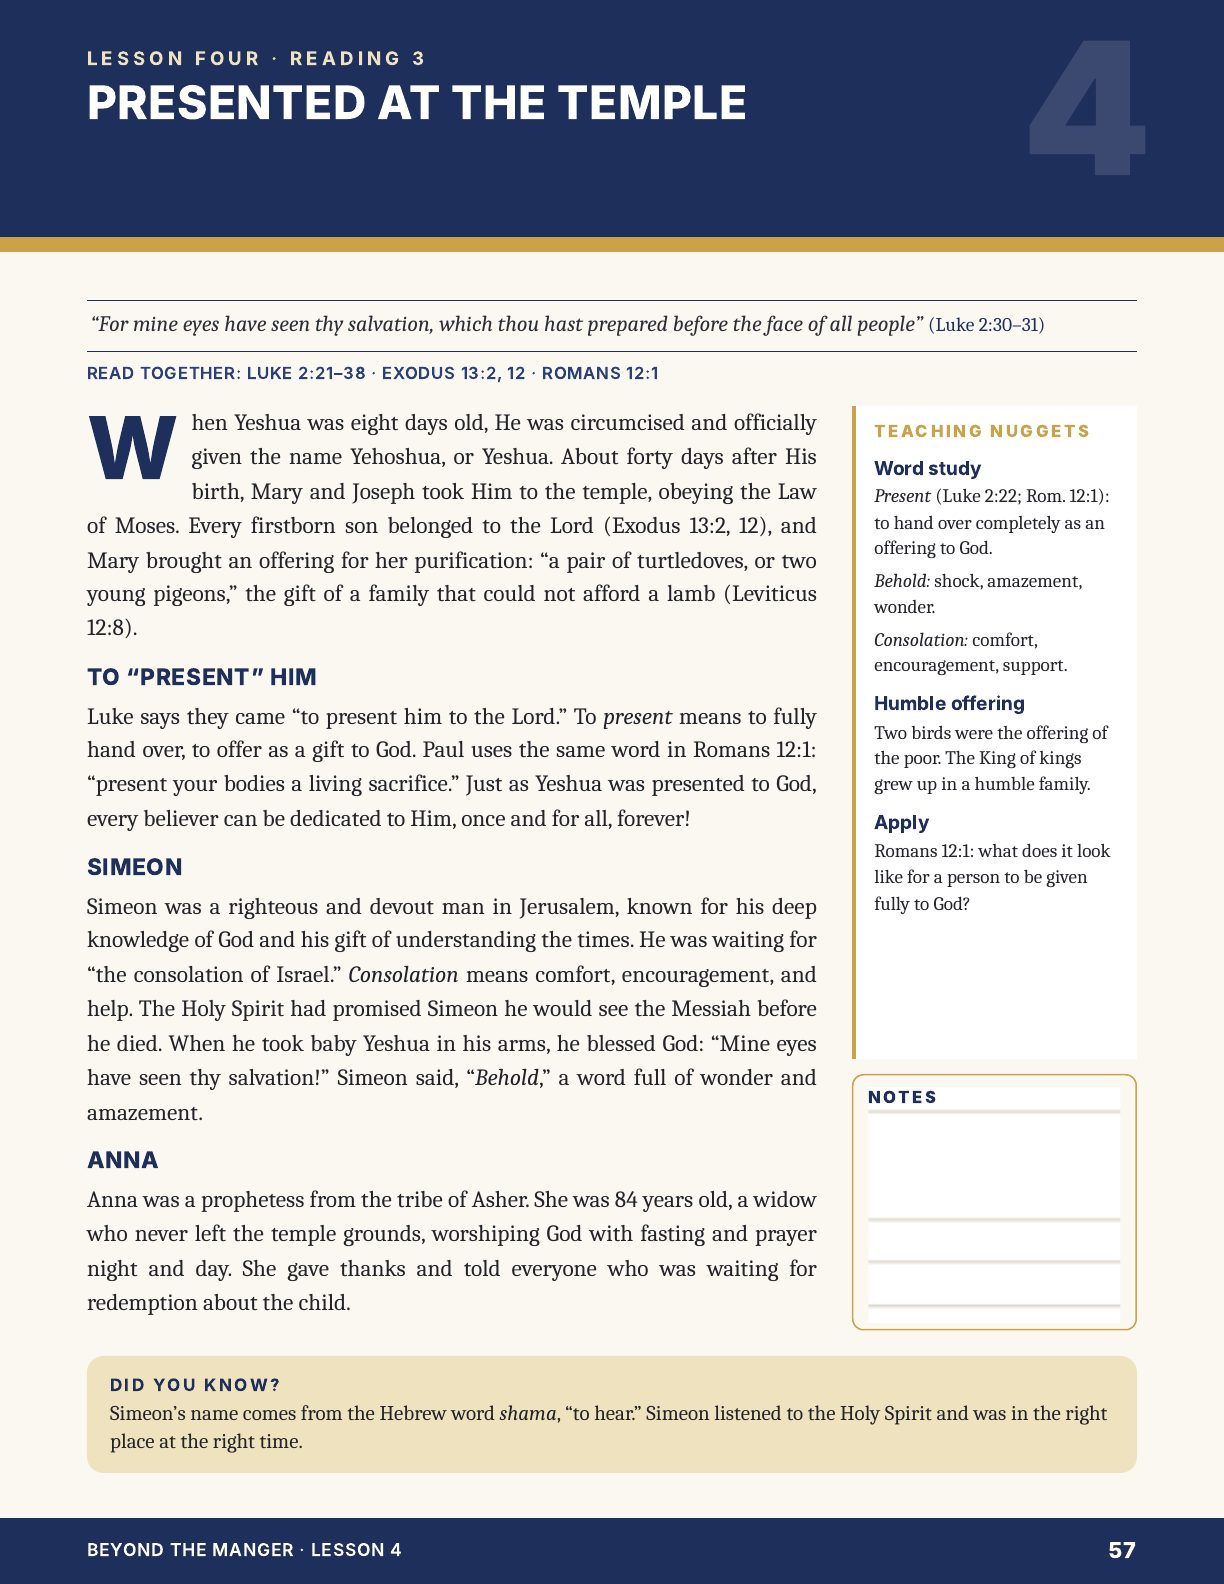 LESSON FOUR · READING 3
PRESENTED AT THE TEMPLE
4
“For mine eyes have seen thy salvation, which thou hast prepared before the face of all people” (Luke 2:30–31)
READ TOGETHER: LUKE 2:21–38 · EXODUS 13:2, 12 · ROMANS 12:1
When Yeshua was eight days old, He was circumcised and officially
given the name Yehoshua, or Yeshua. About forty days after His
birth, Mary and Joseph took Him to the temple, obeying the Law
of Moses. Every firstborn son belonged to the Lord (Exodus 13:2, 12), and
Mary brought an offering for her purification: “a pair of turtledoves, or two
young pigeons,” the gift of a family that could not afford a lamb (Leviticus
12:8).
TO “PRESENT” HIM
Luke says they came “to present him to the Lord.” To present means to fully
hand over, to offer as a gift to God. Paul uses the same word in Romans 12:1:
“present your bodies a living sacrifice.” Just as Yeshua was presented to God,
every believer can be dedicated to Him, once and for all, forever!
SIMEON
Simeon was a righteous and devout man in Jerusalem, known for his deep
knowledge of God and his gift of understanding the times. He was waiting for
“the consolation of Israel.” Consolation means comfort, encouragement, and
help. The Holy Spirit had promised Simeon he would see the Messiah before
he died. When he took baby Yeshua in his arms, he blessed God: “Mine eyes
have seen thy salvation!” Simeon said, “Behold,” a word full of wonder and
amazement.
ANNA
Anna was a prophetess from the tribe of Asher. She was 84 years old, a widow
who never left the temple grounds, worshiping God with fasting and prayer
night and day. She gave thanks and told everyone who was waiting for
redemption about the child.
TEACHING NUGGETS
Word study
Present (Luke 2:22; Rom. 12:1):
to hand over completely as an
offering to God.
Behold: shock, amazement,
wonder.
Consolation: comfort,
encouragement, support.
Humble offering
Two birds were the offering of
the poor. The King of kings
grew up in a humble family.
Apply
Romans 12:1: what does it look
like for a person to be given
fully to God?
NOTES
DID YOU KNOW?
Simeon’s name comes from the Hebrew word shama, “to hear.” Simeon listened to the Holy Spirit and was in the right
place at the right time.
BEYOND THE MANGER · LESSON 4
57